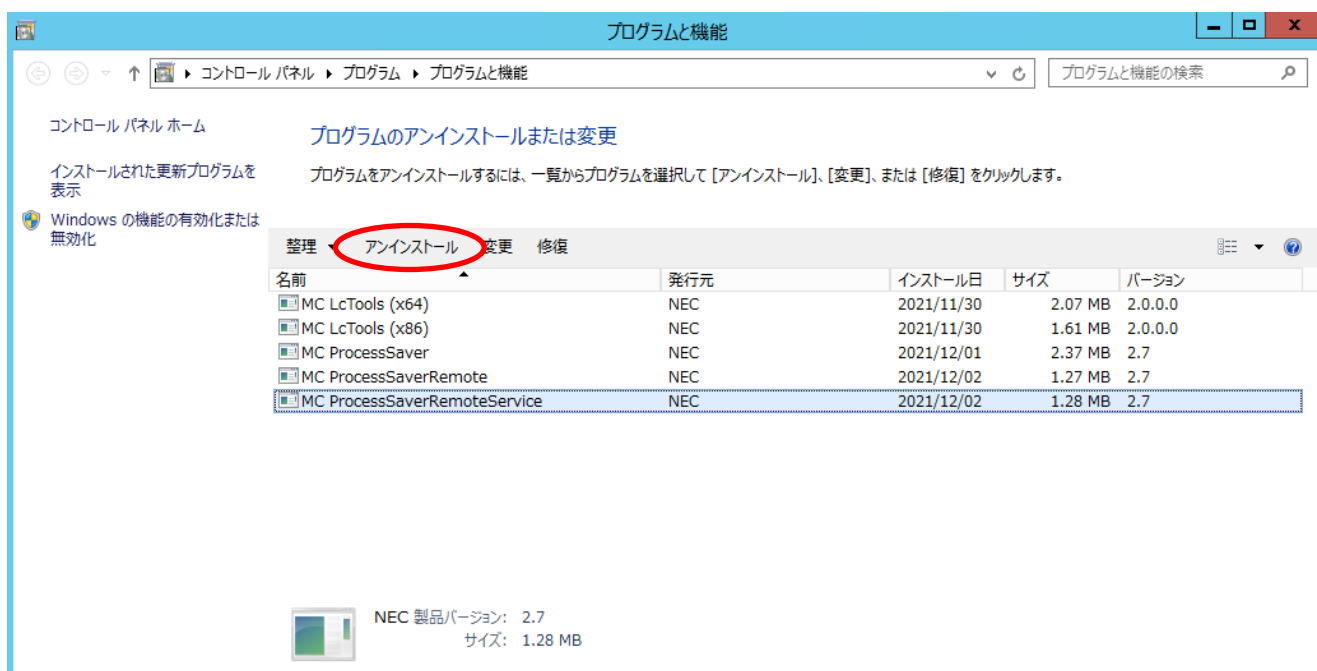 プログラムと機能
コントロール パネル プログラム プログラムと機能 プログラムと機能の検索
コントロール パネル ホーム
インストールされた更新プログラムを
表示
Windows の機能の有効化または
無効化
プログラムのアンインストールまたは変更
プログラムをアンインストールするには、一覧からプログラムを選択して [アンインストール]、[変更]、または [修復] をクリックします。
整理 アンインストール 変更 修復
名前 発行元 インストール日 サイズ バージョン
MC LcTools (x64) NEC 2021/11/30 2.07 MB 2.0.0.0
MC LcTools (x86) NEC 2021/11/30 1.61 MB 2.0.0.0
MC ProcessSaver NEC 2021/12/01 2.37 MB 2.7
MC ProcessSaverRemote NEC 2021/12/02 1.27 MB 2.7
MC ProcessSaverRemoteService NEC 2021/12/02 1.28 MB 2.7
NEC 製品バージョン: 2.7
サイズ: 1.28 MB